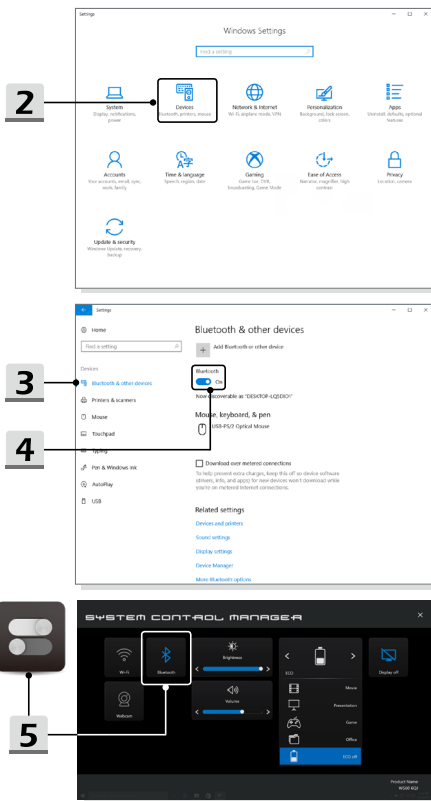 Settings
Windows Settings
Find a setting
2
System
Display, notifications,
power
Devices
Bluetooth, printers, mouse
Network & Internet
Wi-Fi, airplane mode, VPN
Personalization
Background, lock screen,
colors
Apps
Uninstall, defaults, optional
features
Accounts
Your accounts, email, sync,
work, family
Time & language
Speech, region, date
Gaming
Game bar, DVR,
broadcasting, Game Mode
Ease of Access
Narrator, magnifier, high
contrast
Privacy
Location, camera
Update & security
Windows Update, recovery,
backup
Settings
Home
Find a setting
Devices
3
Bluetooth & other devices
Printers & scanners
Mouse
Touchpad
4
Typing
Pen & Windows Ink
AutoPlay
USB
Bluetooth & other devices
Add Bluetooth or other device
Bluetooth
On
Now discoverable as
Mouse, keyboard, & pen
USB-PS/2 Optical Mouse
Download over metered connections
To help prevent extra charges, keep this off so device software
(drivers, info, and apps) for new devices won't download while
you're on metered Internet connections.
Related settings
Devices and printers
Sound settings
Display settings
Device Manager
More Bluetooth options
SYSTEM CONTROL MANAGER
Wi-Fi
Bluetooth
Brightness
ECO
Display off
Webcam
Volume
Movie
Presentation
Game
Office
ECO off
5
Product Name